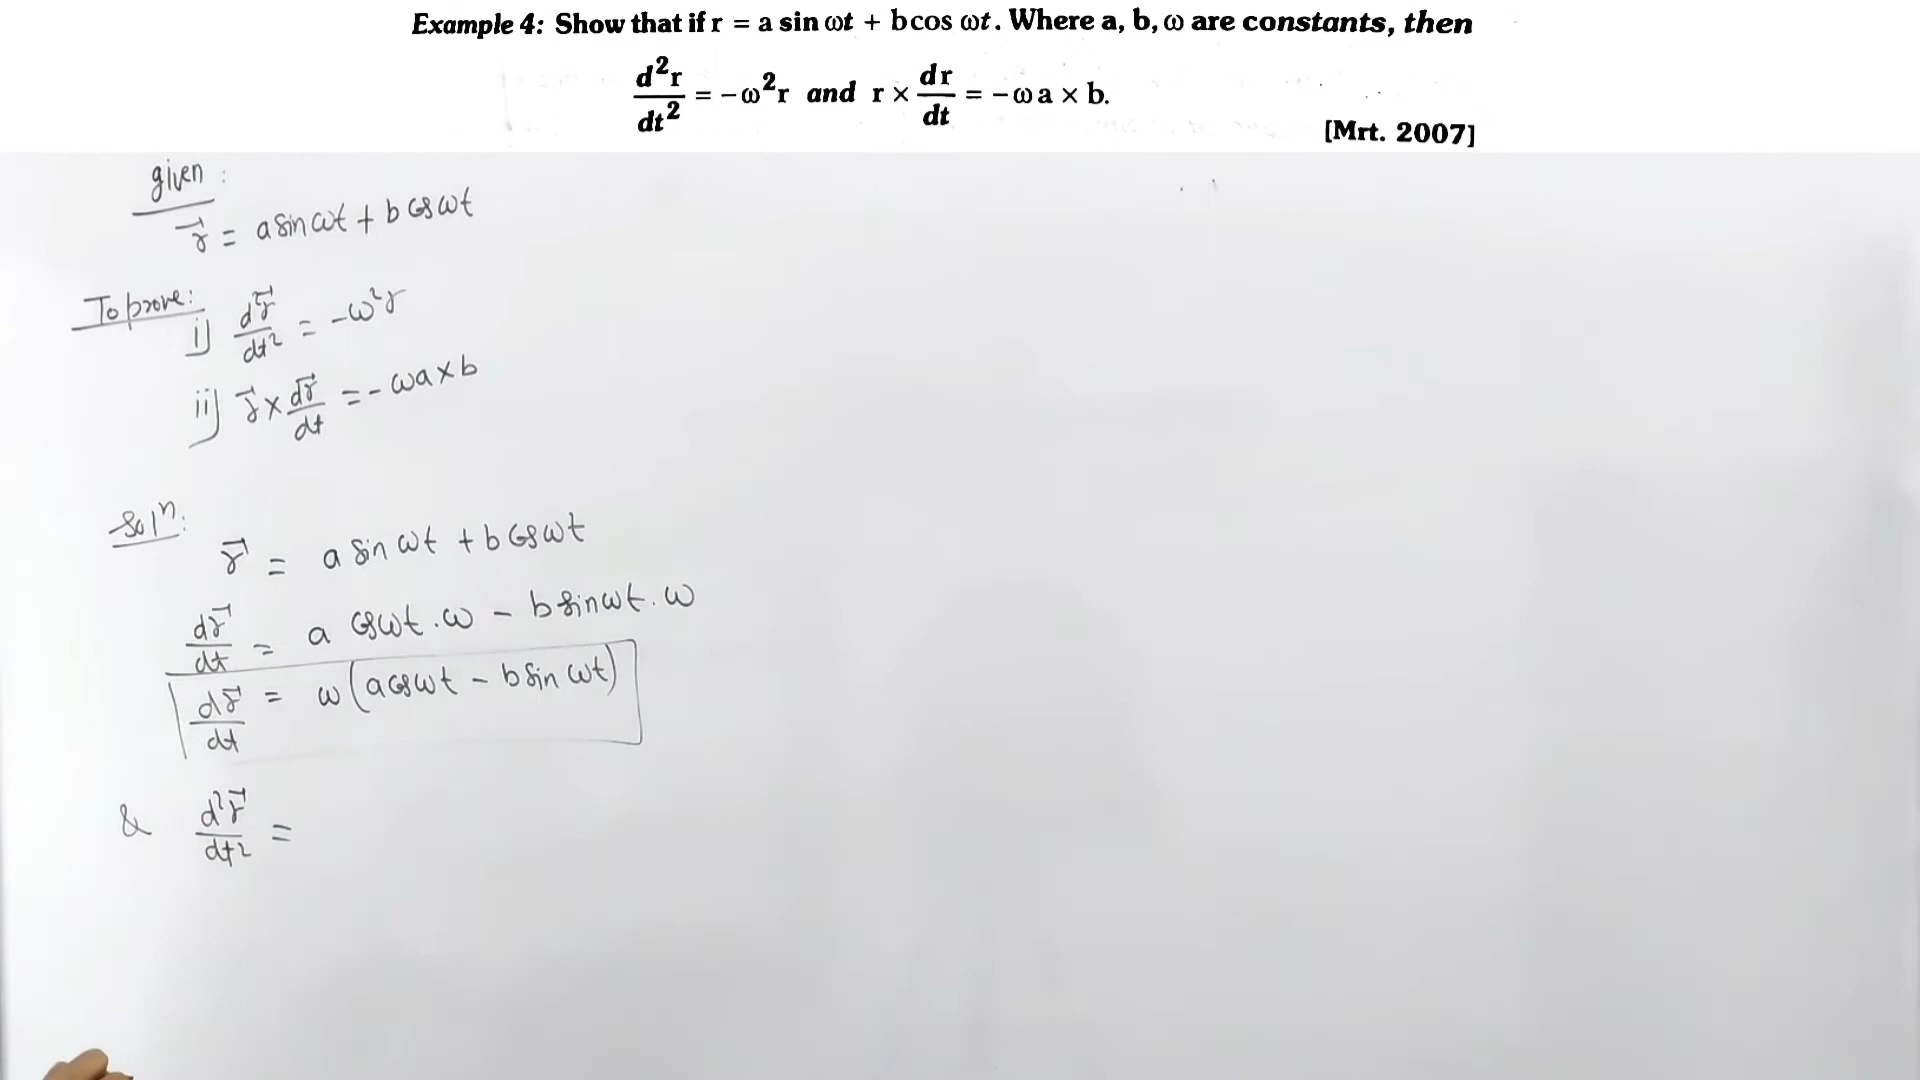 Example 4: Show that if r = a sin ωt + b cos ωt. Where a, b, ω are constants, then
d²r/dt² = −ω²r and r × dr/dt = −ω a × b.
[Mrt. 2007]
given :
r⃗ = a sin ωt + b cos ωt
To prove:
i) d²r⃗/dt² = −ω²r
ii) r⃗ × dr⃗/dt = − ωa × b
Solⁿ:
r⃗ = a sin ωt + b cos ωt
dr⃗/dt = a cos ωt . ω − b sin ωt . ω
dr⃗/dt = ω (a cos ωt − b sin ωt)
& d²r⃗/dt² =